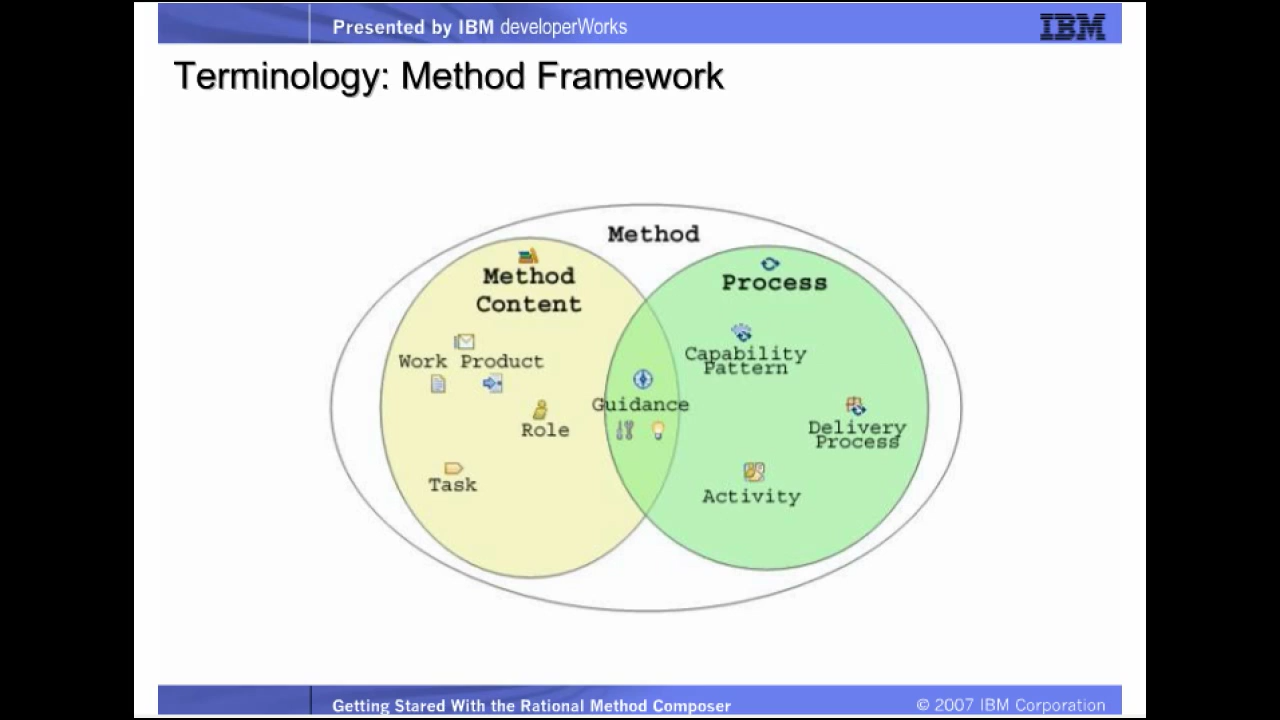 Presented by IBM developerWorks
IBM
Terminology: Method Framework
Method
Method
Content
Process
Work Product
Role
Task
Guidance
Capability
Pattern
Delivery
Process
Activity
Getting Stared With the Rational Method Composer
© 2007 IBM Corporation